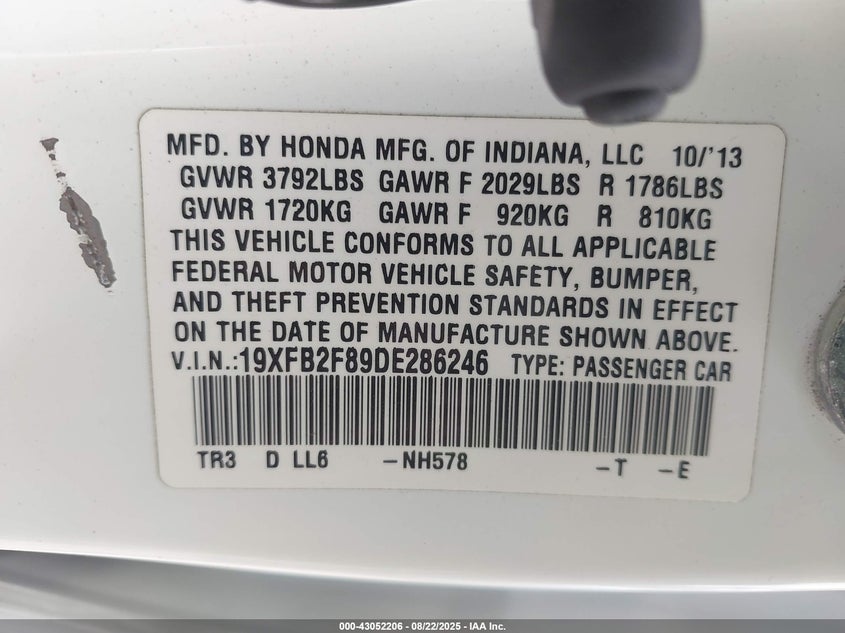 MFD. BY HONDA MFG. OF INDIANA, LLC 10/'13
GVWR 3792LBS GAWR F 2029LBS R 1786LBS
GVWR 1720KG GAWR F 920KG R 810KG
THIS VEHICLE CONFORMS TO ALL APPLICABLE
FEDERAL MOTOR VEHICLE SAFETY, BUMPER,
AND THEFT PREVENTION STANDARDS IN EFFECT
ON THE DATE OF MANUFACTURE SHOWN ABOVE.
V.I.N.:19XFB2F89DE286246 TYPE: PASSENGER CAR
TR3 D LL6 -NH578 -T -E
000-43052206 - 08/22/2025 - IAA Inc.